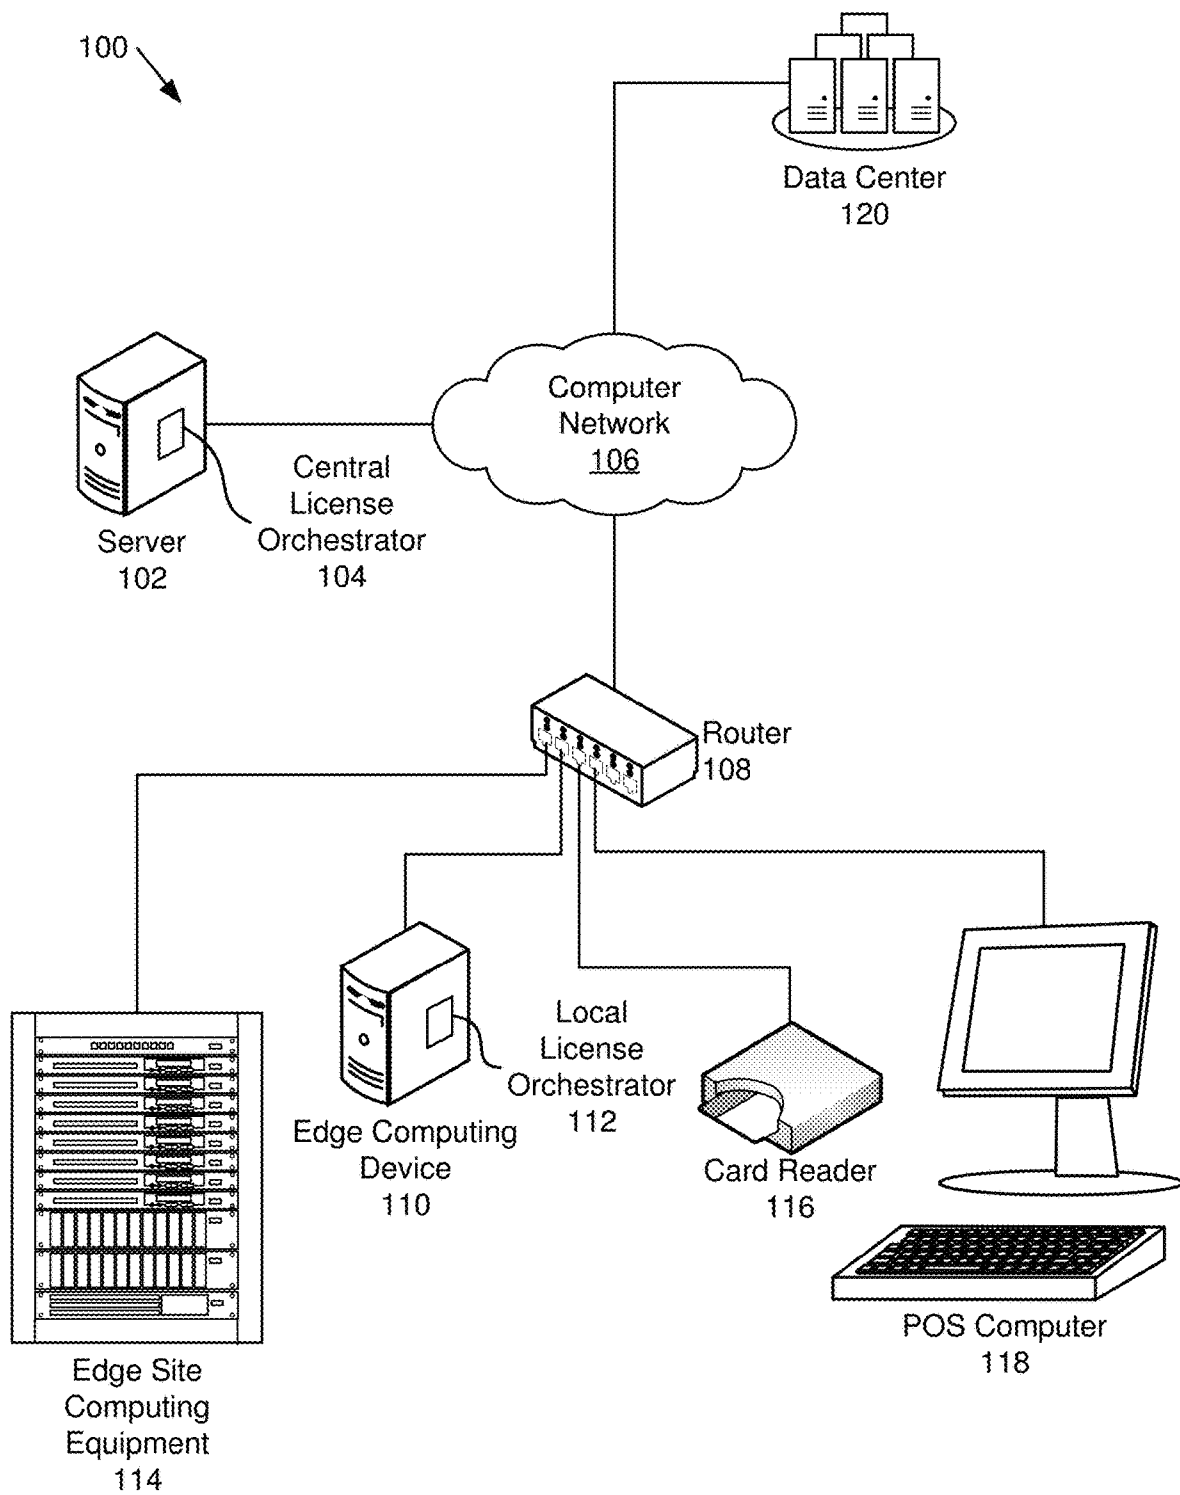 100
Data Center
120
Computer
Network
106
Central
License
Orchestrator
104
Server
102
Router
108
Local
License
Orchestrator
112
Edge Computing
Device
110
Card Reader
116
POS Computer
118
Edge Site
Computing
Equipment
114